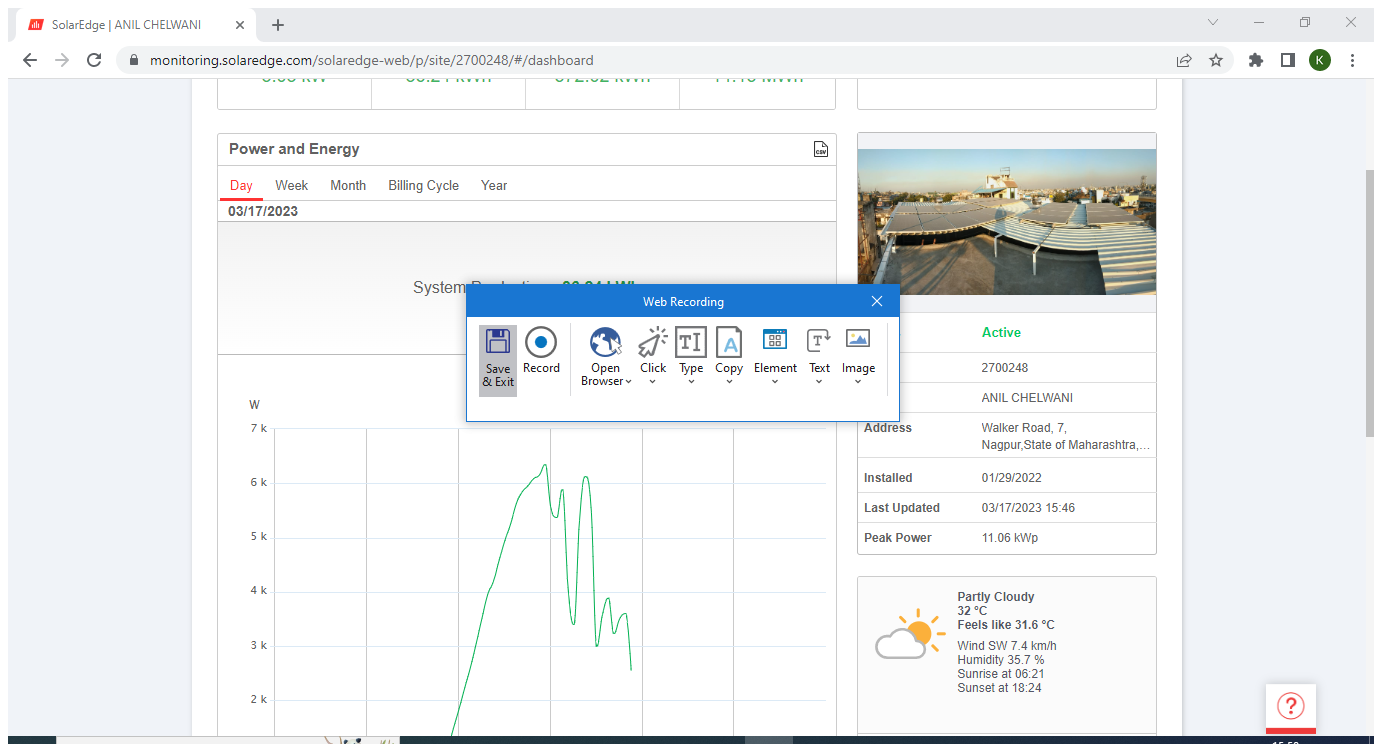 SolarEdge | ANIL CHELWANI
monitoring.solaredge.com/solaredge-web/p/site/2700248/#/dashboard
K
Power and Energy
CSV
Day Week Month Billing Cycle Year
03/17/2023
System
Web Recording
Save & Exit
Record
Open Browser
Click
Type
Copy
Element
Text
Image
W
7 k
6 k
5 k
4 k
3 k
2 k
Active
2700248
ANIL CHELWANI
Address Walker Road, 7,
Nagpur,State of Maharashtra,...
Installed 01/29/2022
Last Updated 03/17/2023 15:46
Peak Power 11.06 kWp
Partly Cloudy
32 °C
Feels like 31.6 °C
Wind SW 7.4 km/h
Humidity 35.7 %
Sunrise at 06:21
Sunset at 18:24
?